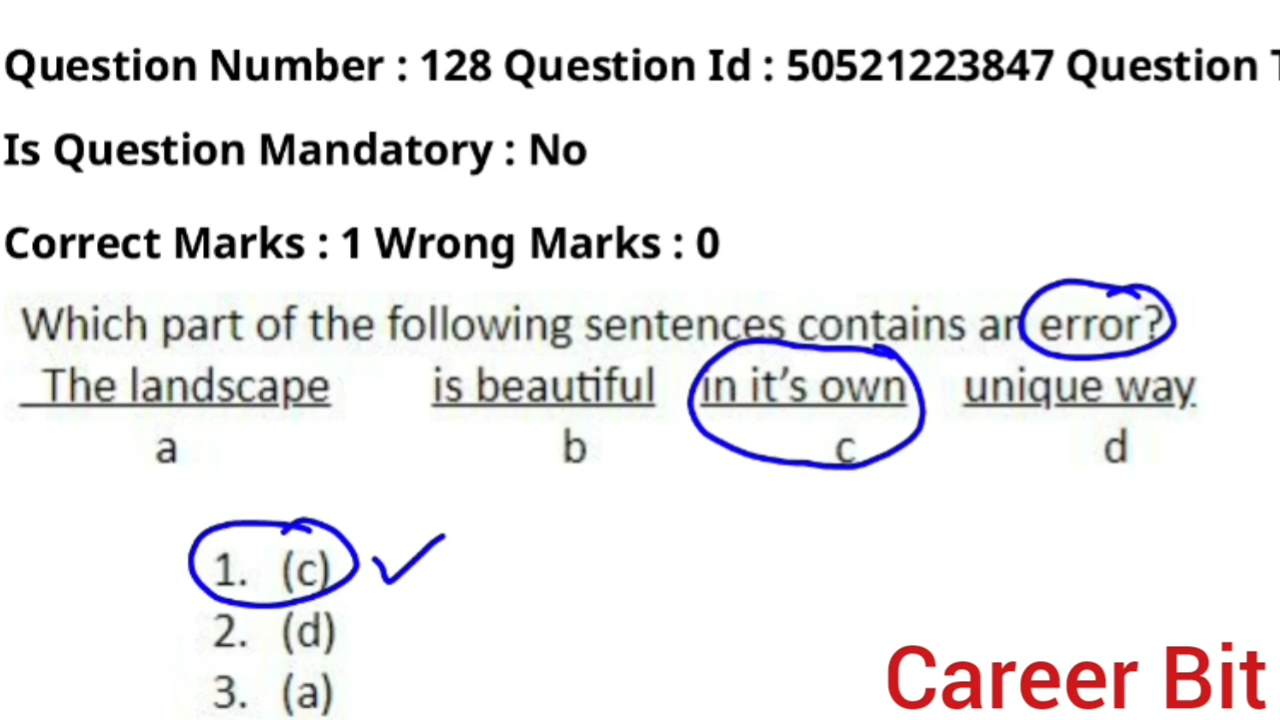 Question Number : 128 Question Id : 50521223847 Question
Is Question Mandatory : No
Correct Marks : 1 Wrong Marks : 0
Which part of the following sentences contains an error?
The landscape is beautiful in it's own unique way
a b c d
1. (c)
2. (d)
3. (a)
Career Bit